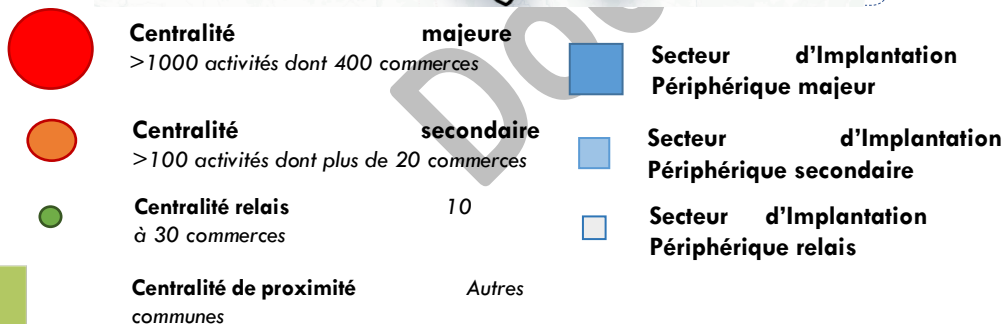 Centralité majeure
>1000 activités dont 400 commerces
Centralité secondaire
>100 activités dont plus de 20 commerces
Centralité relais 10
à 30 commerces
Centralité de proximité Autres
communes
Secteur d'Implantation
Périphérique majeur
Secteur d'Implantation
Périphérique secondaire
Secteur d'Implantation
Périphérique relais